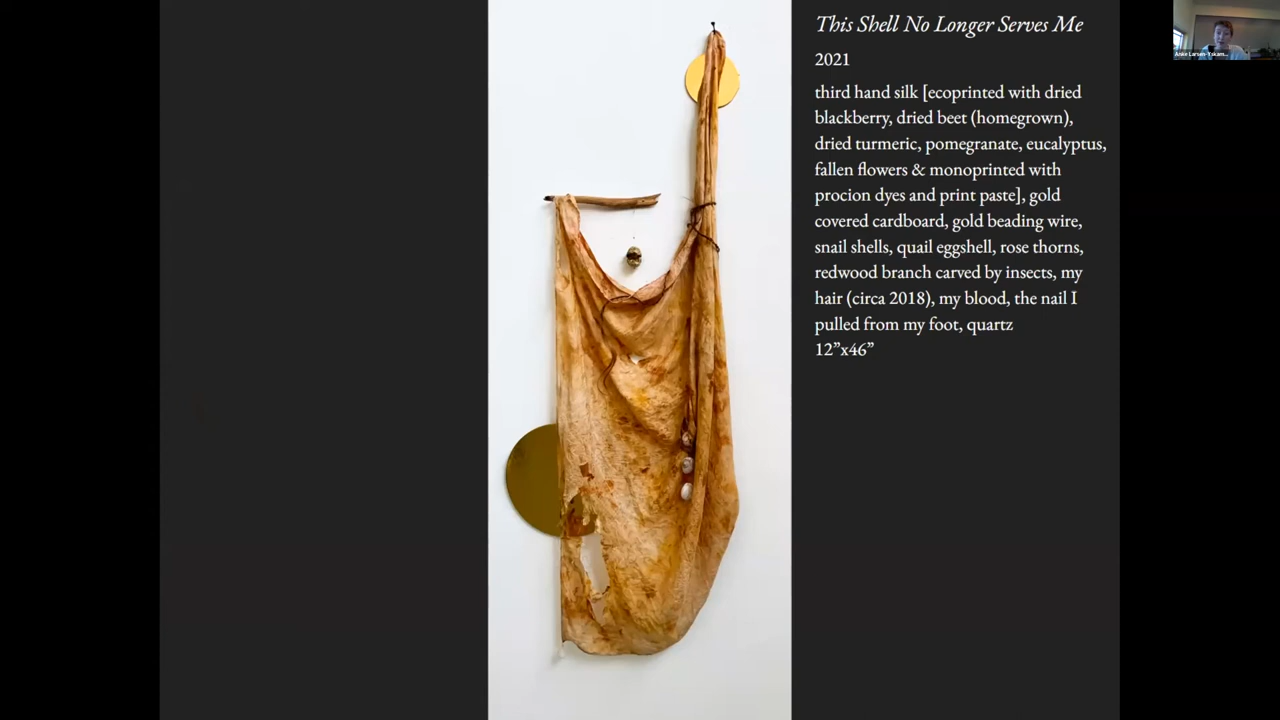 This Shell No Longer Serves Me
2021
third hand silk [ecoprinted with dried
blackberry, dried beet (homegrown),
dried turmeric, pomegranate, eucalyptus,
fallen flowers & monoprinted with
procion dyes and print paste], gold
covered cardboard, gold beading wire,
snail shells, quail eggshell, rose thorns,
redwood branch carved by insects, my
hair (circa 2018), my blood, the nail I
pulled from my foot, quartz
12”x46”